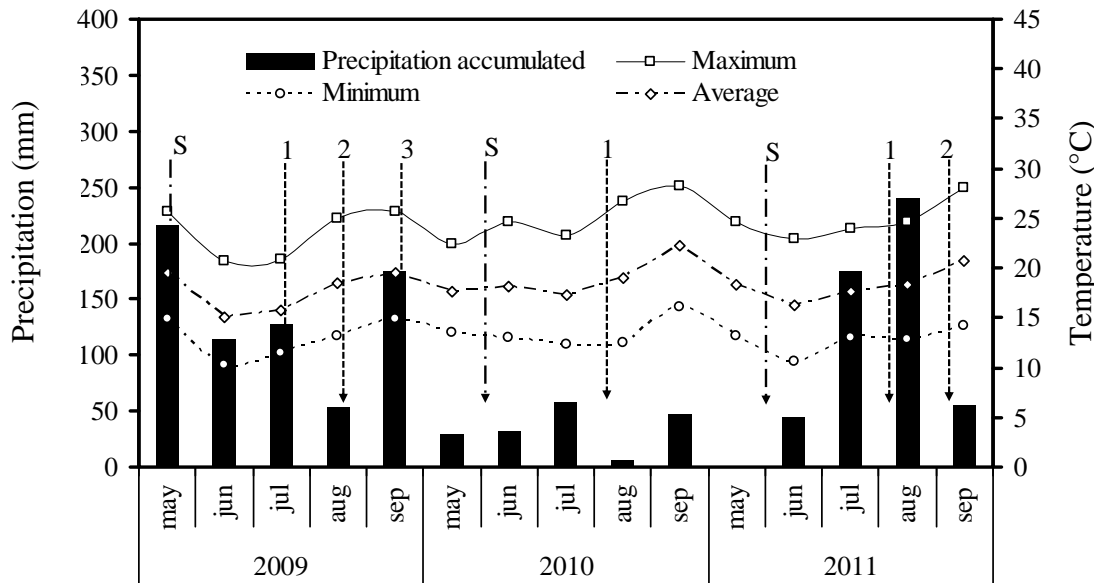 400 45
Precipitation accumulated Maximum
350 40
Minimum Average
300 35
S 1 2 3 S 1 S 1 2
250 30
200 25
150 20
100 15
50 10
0 5
0
Precipitation (mm)
Temperature (°C)
may jun jul aug sep may jun jul aug sep may jun jul aug sep
2009 2010 2011